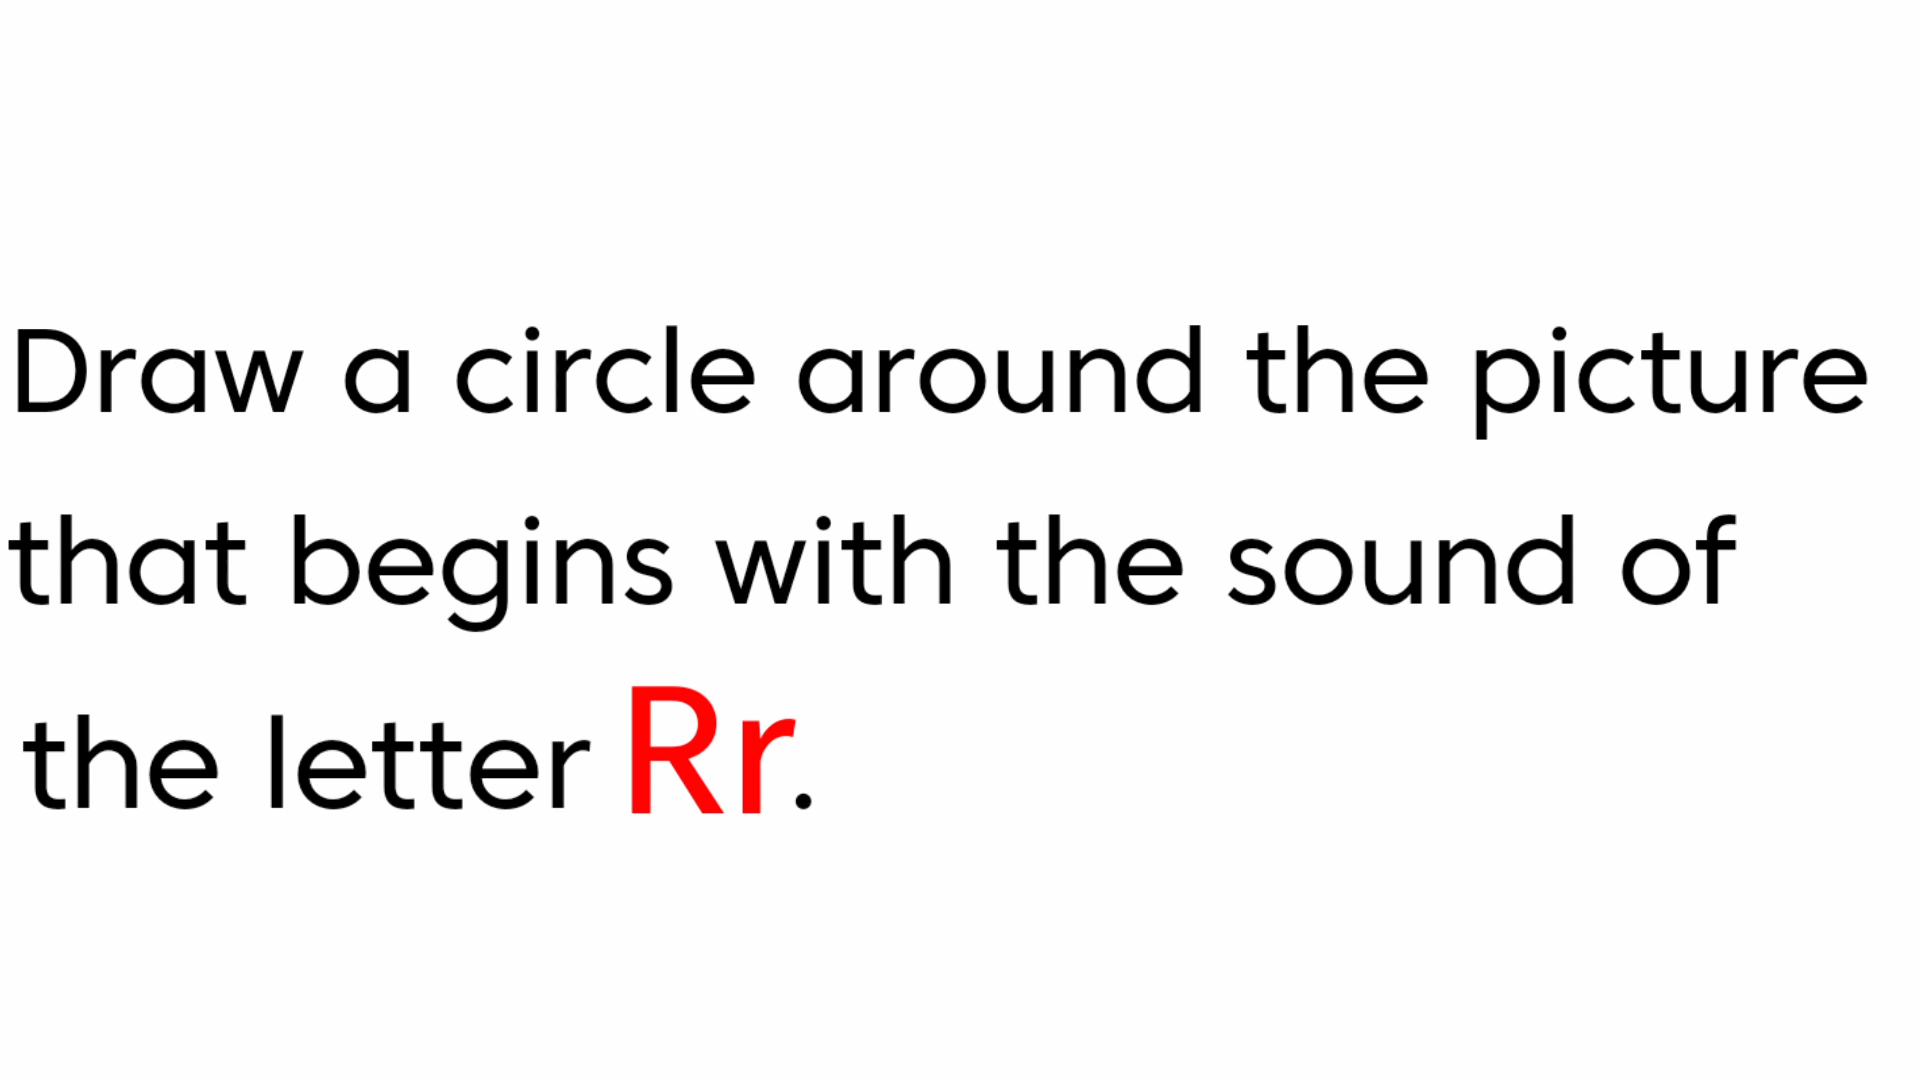 Draw a circle around the picture
that begins with the sound of
the letter Rr.